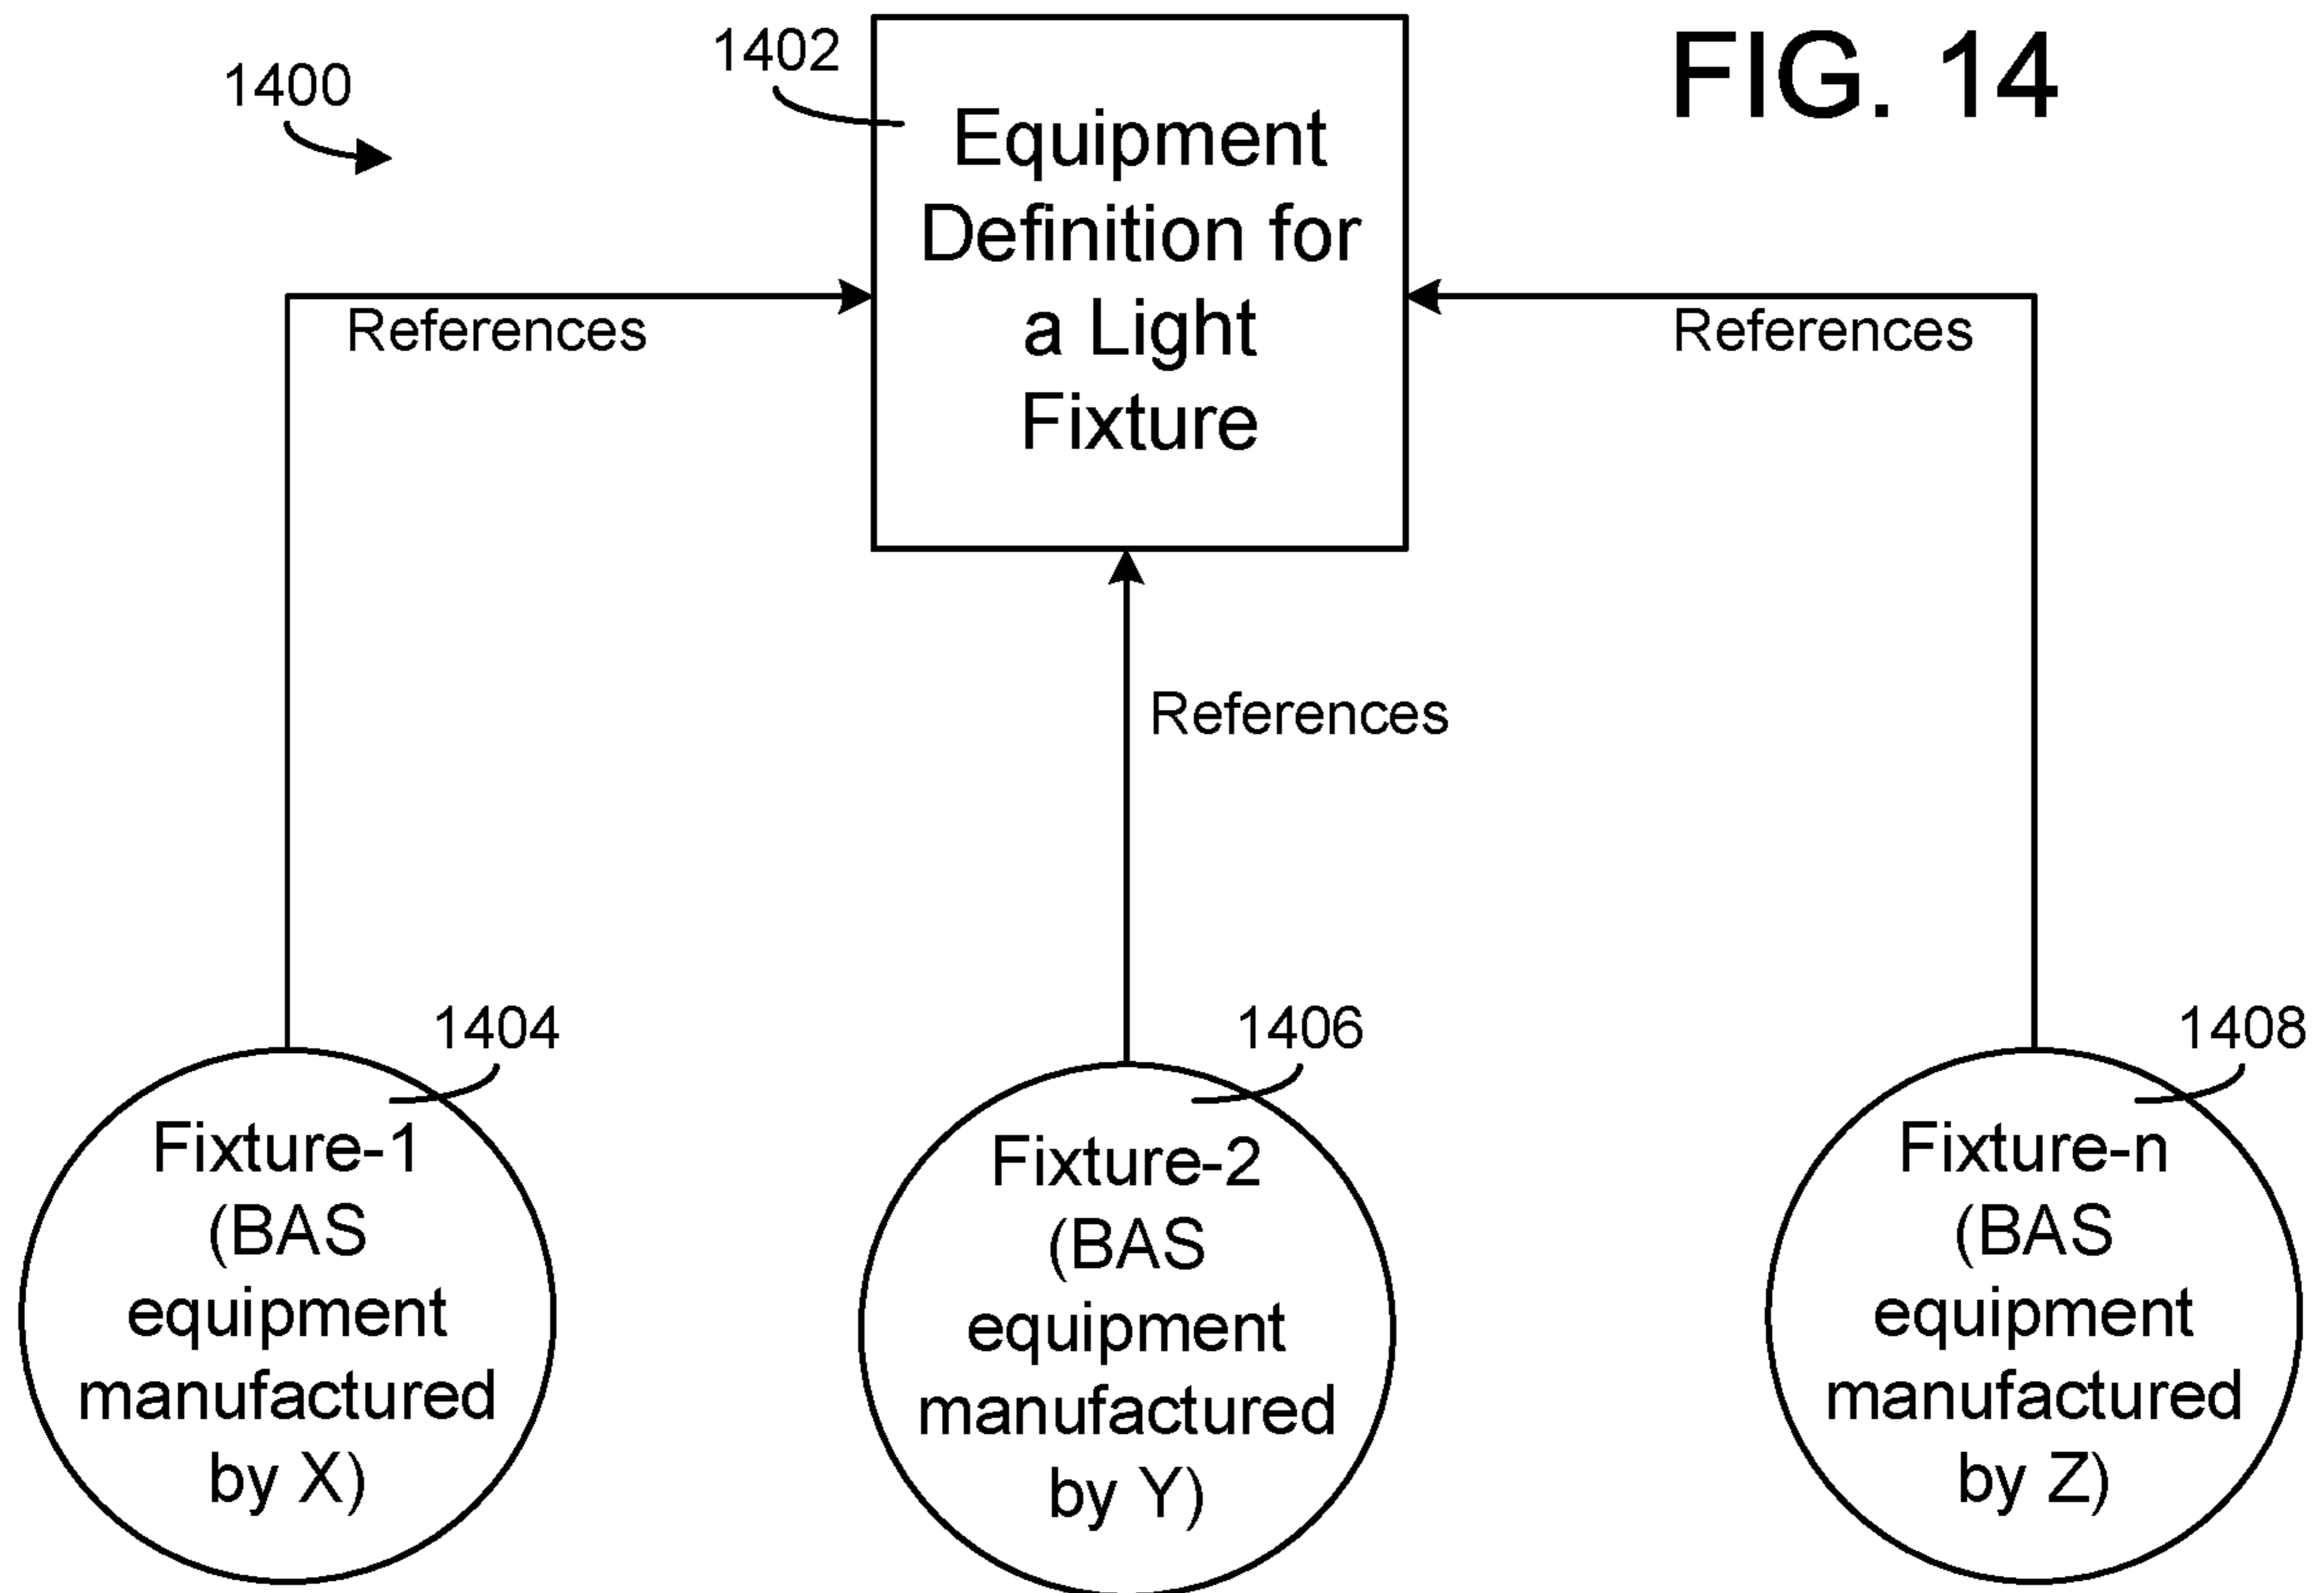 FIG. 14
1400
1402
Equipment
Definition for
a Light
Fixture
References
References
References
1404
Fixture-1
(BAS
equipment
manufactured
by X)
1406
Fixture-2
(BAS
equipment
manufactured
by Y)
1408
Fixture-n
(BAS
equipment
manufactured
by Z)